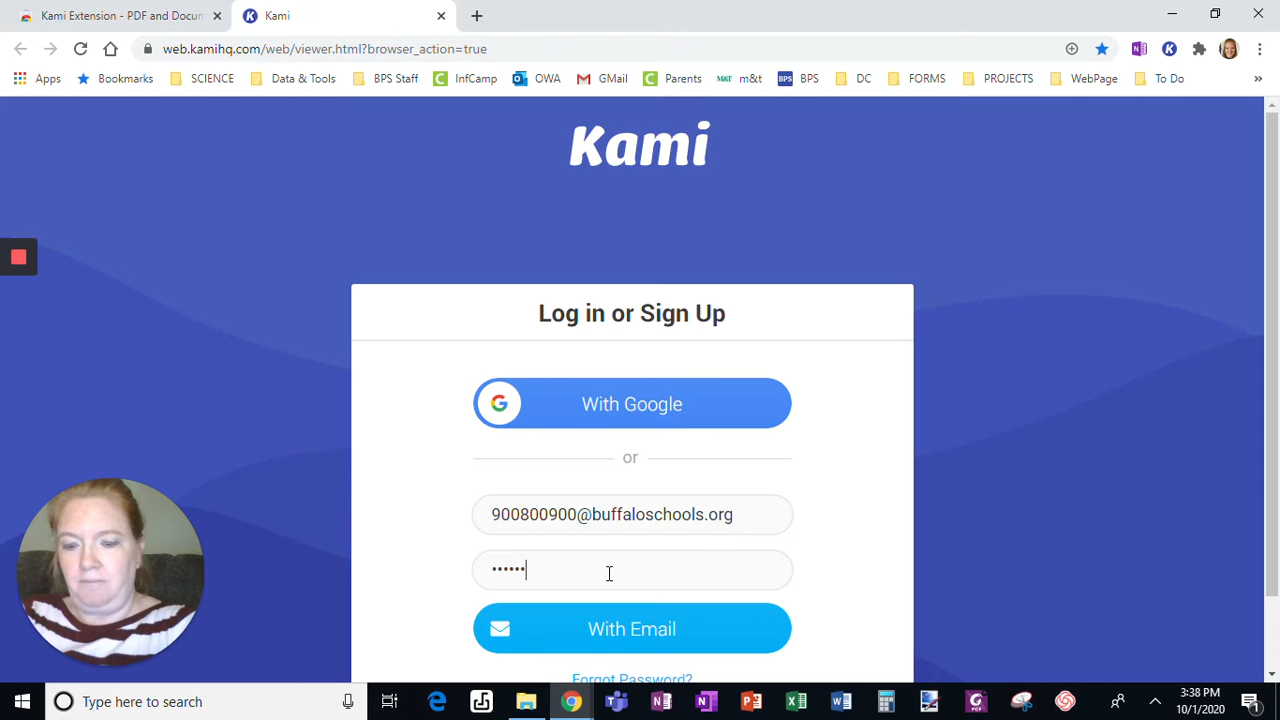 Kami Extension - PDF and Docun
Kami
web.kamihq.com/web/viewer.html?browser_action=true
Apps Bookmarks SCIENCE Data & Tools BPS Staff InfCamp OWA GMail Parents m&t BPS DC FORMS PROJECTS WebPage To Do »
Kami
Log in or Sign Up
With Google
or
900800900@buffaloschools.org
••••••
With Email
Forgot Password?
Type here to search
3:38 PM
10/1/2020